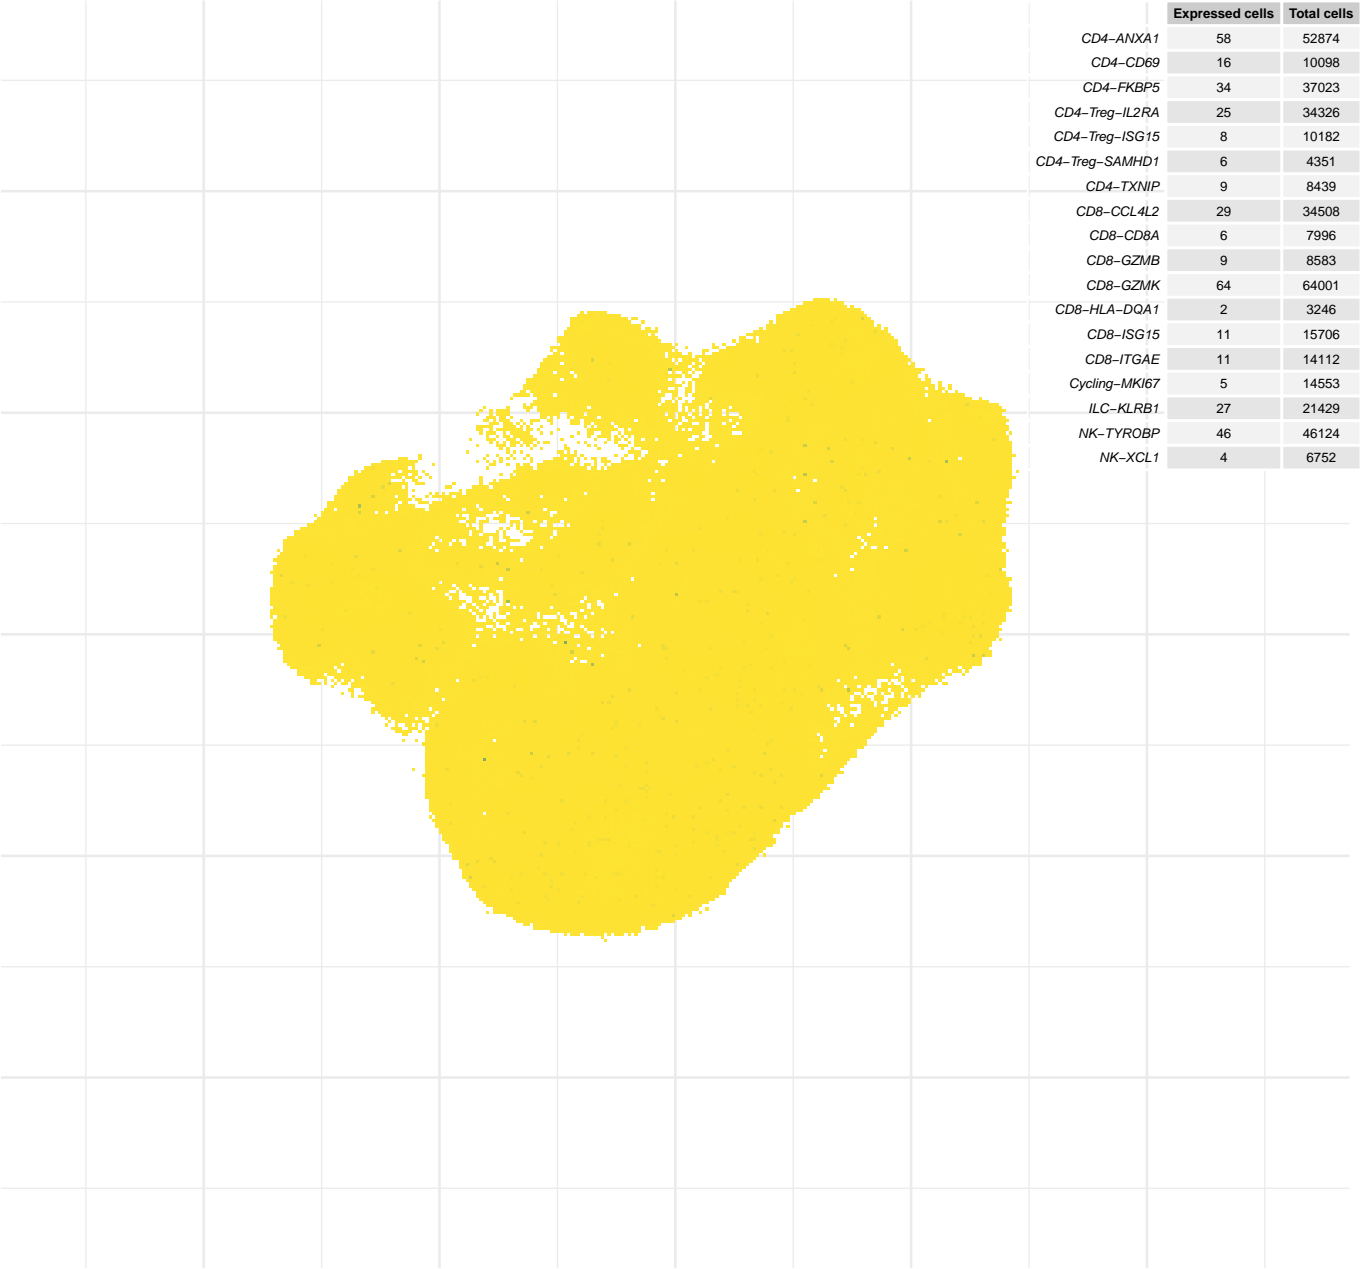 Expressed cells Total cells
CD4−ANXA1 58 52874
CD4−CD69 16 10098
CD4−FKBP5 34 37023
CD4−Treg−IL2RA 25 34326
CD4−Treg−ISG15 8 10182
CD4−Treg−SAMHD1 6 4351
CD4−TXNIP 9 8439
CD8−CCL4L2 29 34508
CD8−CD8A 6 7996
CD8−GZMB 9 8583
CD8−GZMK 64 64001
CD8−HLA−DQA1 2 3246
CD8−ISG15 11 15706
CD8−ITGAE 11 14112
Cycling−MKI67 5 14553
ILC−KLRB1 27 21429
NK−TYROBP 46 46124
NK−XCL1 4 6752